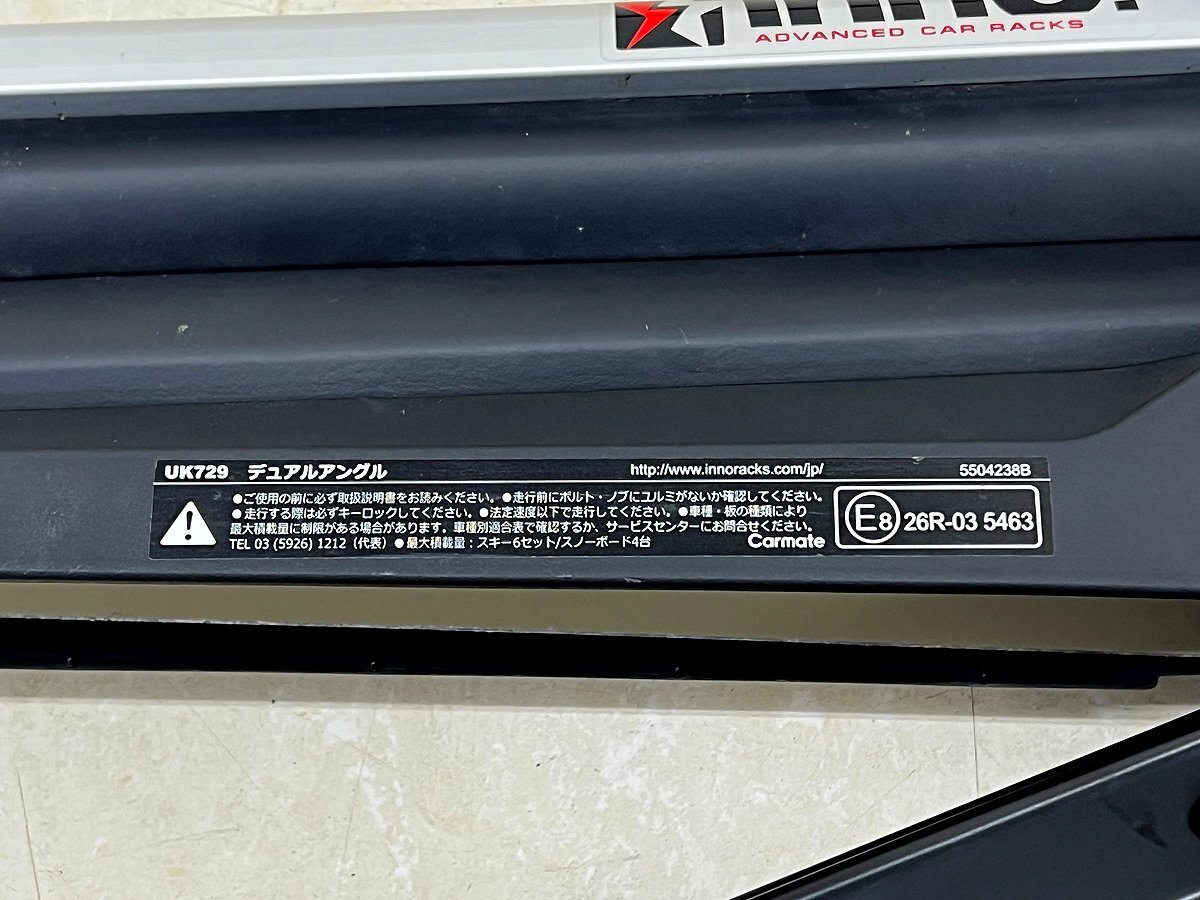 inno.
ADVANCED CAR RACKS
UK729 デュアルアングル http://www.innoracks.com/jp/ 5504238B
●ご使用の前に必ず取扱説明書をお読みください。●走行前にボルト・ノブにユルミがないか確認してください。
●走行する際は必ずキーロックしてください。●法定速度以下で走行してください。●車種・板の種類により
最大積載量に制限がある場合があります。車種別適合表で確認するか、サービスセンターにお問合せください。
TEL 03 (5926) 1212（代表）●最大積載量：スキー6セット/スノーボード4台 Carmate
E8 26R-03 5463